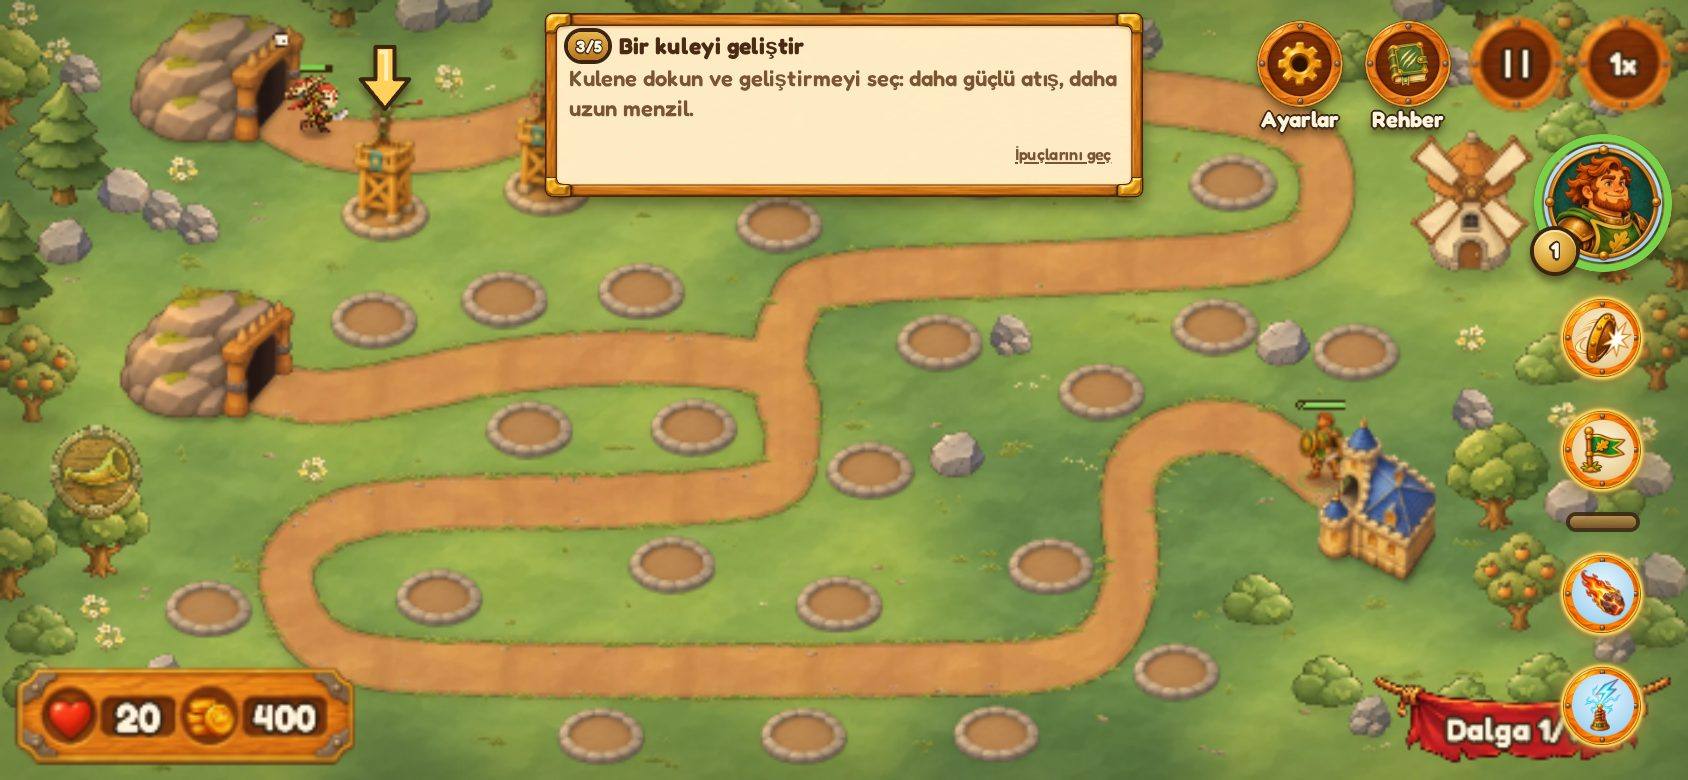 3/5 Bir kuleyi geliştir
Kulene dokun ve geliştirmeyi seç: daha güçlü atış, daha
uzun menzil.
İpuçlarını geç
Ayarlar
Rehber
1x
1
20
400
Dalga 1/